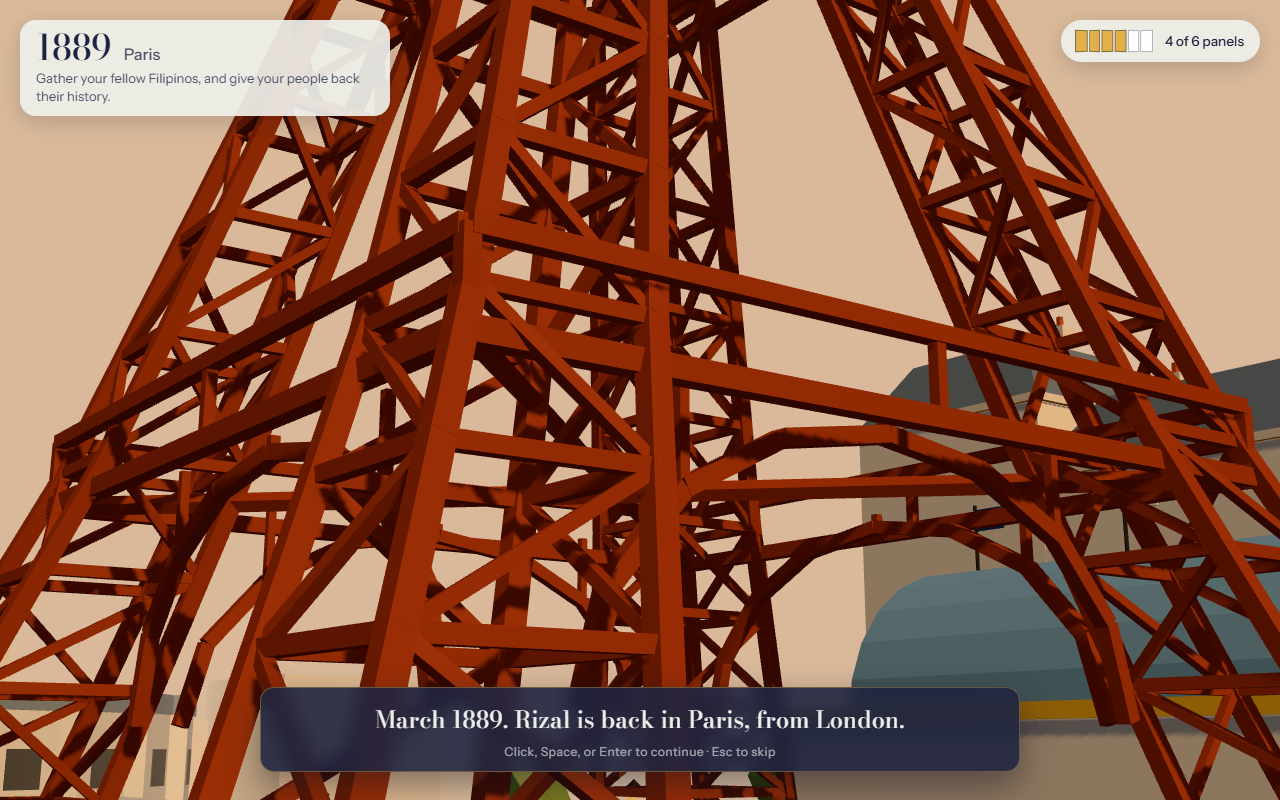 1889 Paris
Gather your fellow Filipinos, and give your people back
their history.
4 of 6 panels
March 1889. Rizal is back in Paris, from London.
Click, Space, or Enter to continue · Esc to skip